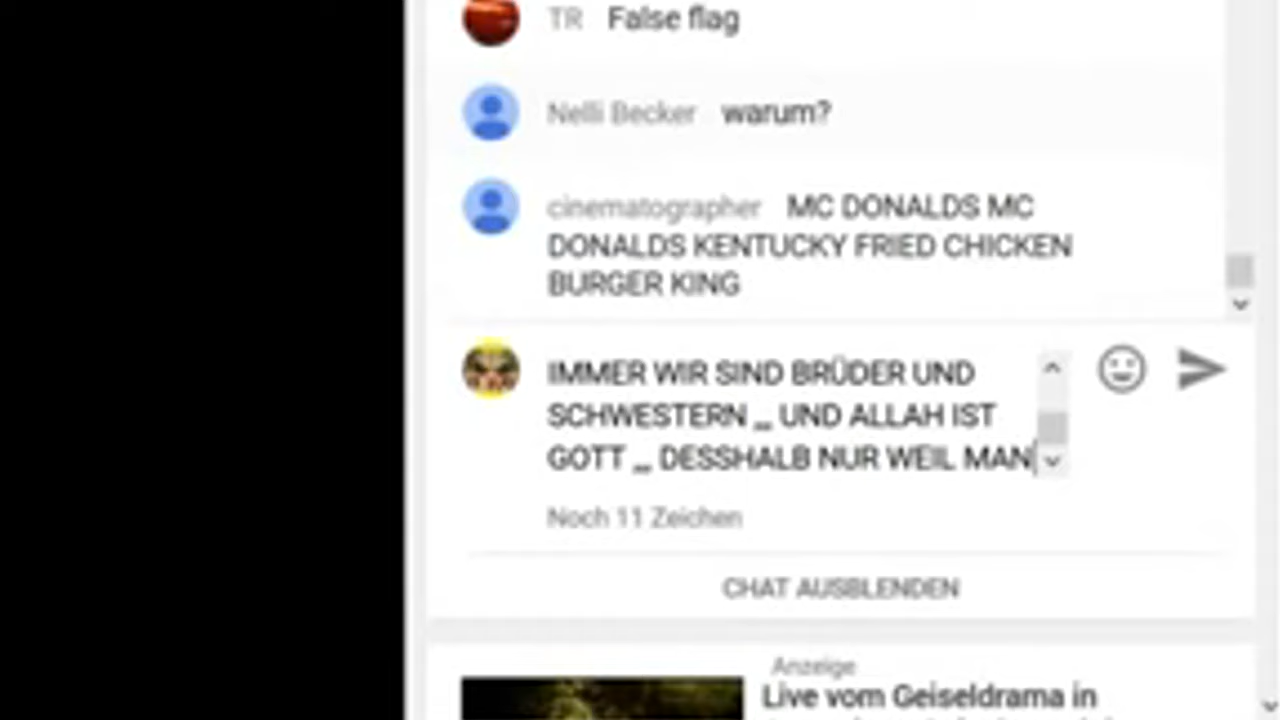 TR False flag
Nelli Becker warum?
cinematographer MC DONALDS MC
DONALDS KENTUCKY FRIED CHICKEN
BURGER KING
IMMER WIR SIND BRÜDER UND
SCHWESTERN ,,, UND ALLAH IST
GOTT ,,, DESSHALB NUR WEIL MAN
Noch 11 Zeichen
CHAT AUSBLENDEN
Anzeige
Live vom Geiseldrama in